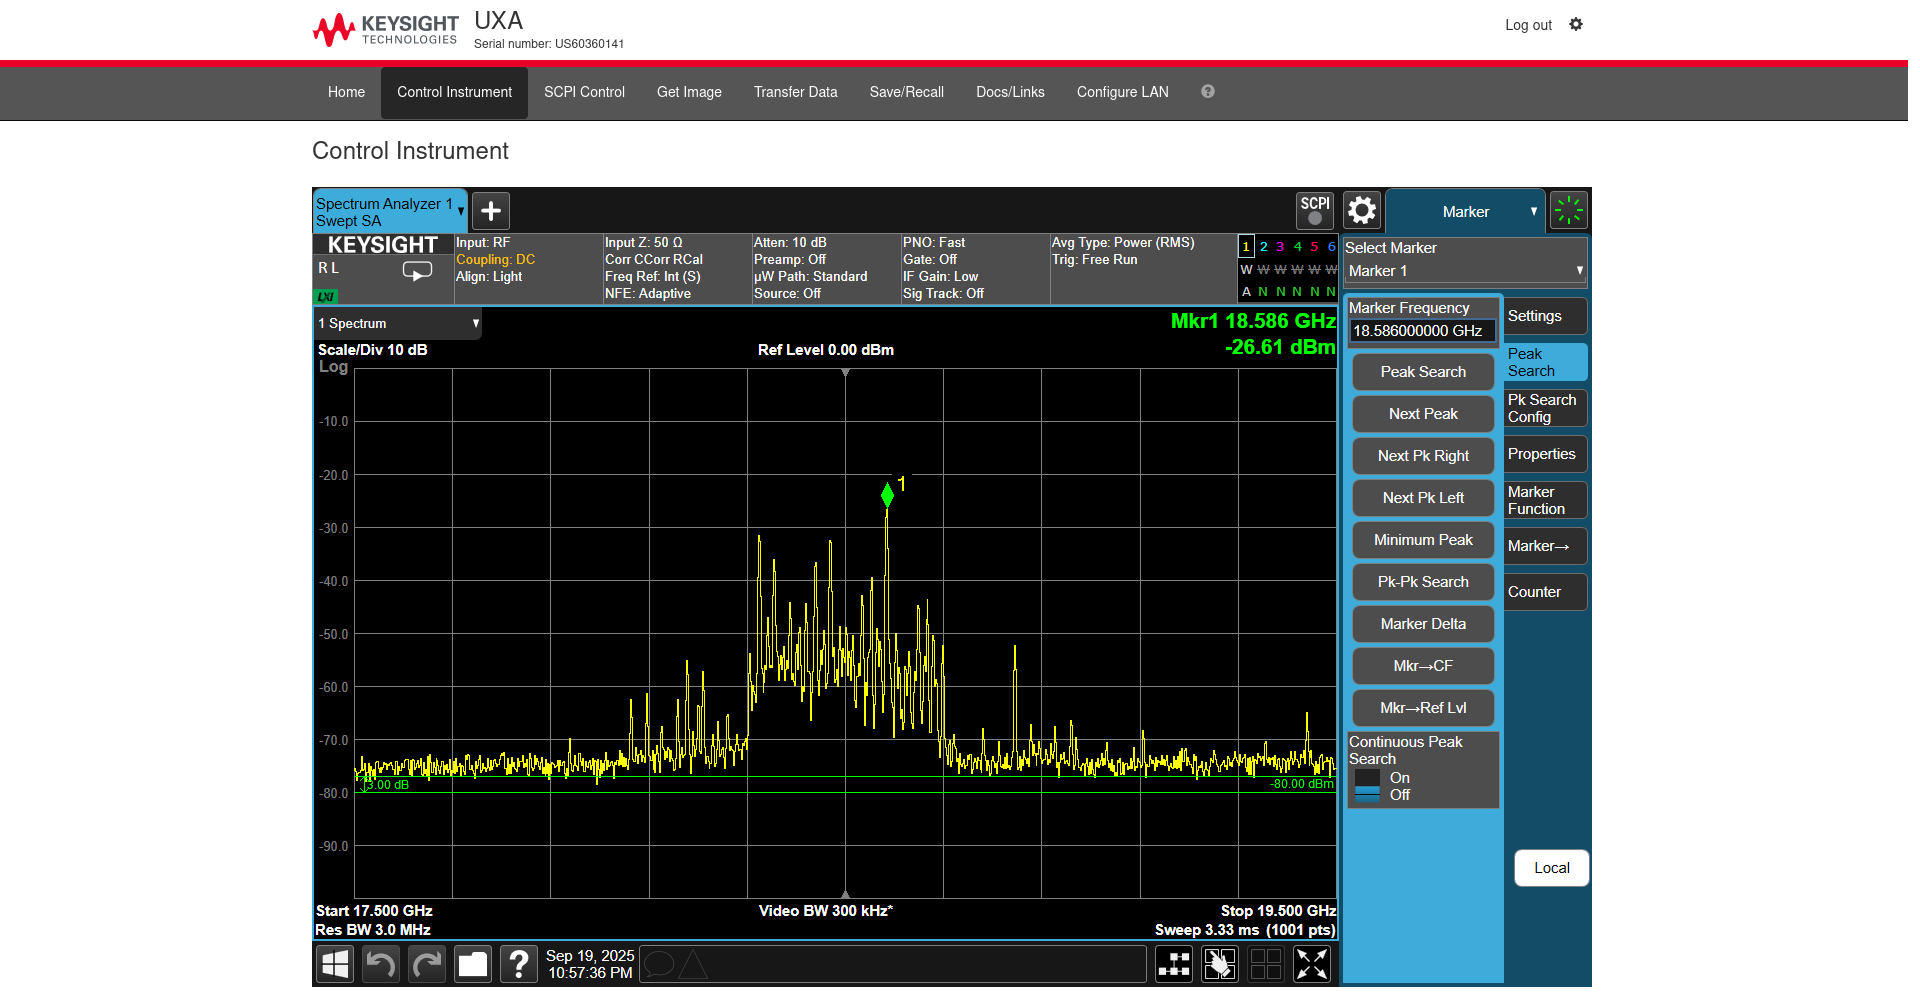 KEYSIGHT
TECHNOLOGIES
UXA
Serial number: US60360141
Log out
Home
Control Instrument
SCPI Control
Get Image
Transfer Data
Save/Recall
Docs/Links
Configure LAN
?
Control Instrument
Spectrum Analyzer 1
Swept SA
+
SCPI
Marker
KEYSIGHT
R L
LXI
Input: RF
Coupling: DC
Align: Light
Input Z: 50 Ω
Corr CCorr RCal
Freq Ref: Int (S)
NFE: Adaptive
Atten: 10 dB
Preamp: Off
µW Path: Standard
Source: Off
PNO: Fast
Gate: Off
IF Gain: Low
Sig Track: Off
Avg Type: Power (RMS)
Trig: Free Run
1 2 3 4 5 6
W W W W W W
A N N N N N
Select Marker
Marker 1
1 Spectrum
Scale/Div 10 dB
Log
Ref Level 0.00 dBm
Mkr1 18.586 GHz
-26.61 dBm
-10.0
-20.0
-30.0
-40.0
-50.0
-60.0
-70.0
-80.0
-90.0
1
3.00 dB
-80.00 dBm
Start 17.500 GHz
Res BW 3.0 MHz
Video BW 300 kHz*
Stop 19.500 GHz
Sweep 3.33 ms (1001 pts)
Marker Frequency
18.586000000 GHz
Peak Search
Next Peak
Next Pk Right
Next Pk Left
Minimum Peak
Pk-Pk Search
Marker Delta
Mkr→CF
Mkr→Ref Lvl
Continuous Peak
Search
On
Off
Settings
Peak
Search
Pk Search
Config
Properties
Marker
Function
Marker→
Counter
Local
?
Sep 19, 2025
10:57:36 PM